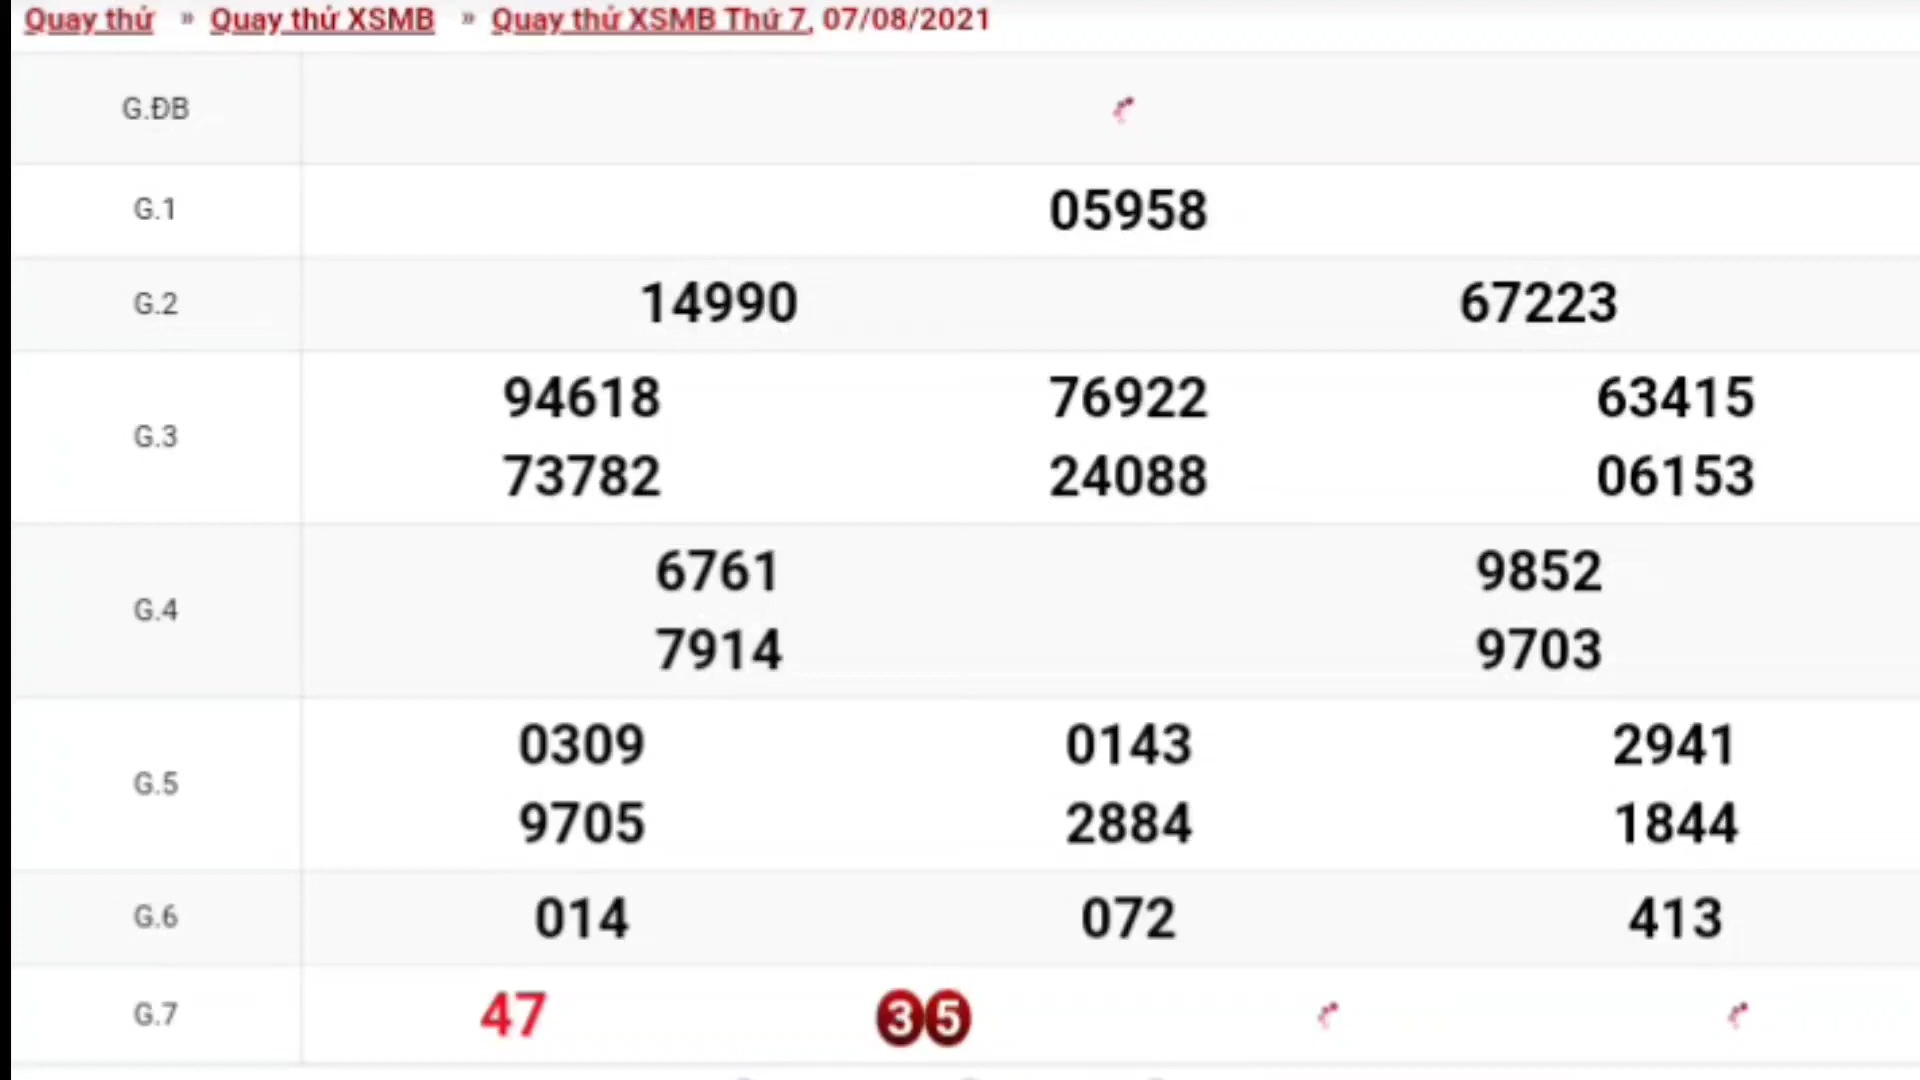 Quay thử » Quay thử XSMB » Quay thử XSMB Thứ 7, 07/08/2021
G.ĐB
G.1 05958
G.2 14990 67223
G.3 94618 76922 63415
73782 24088 06153
G.4 6761 9852
7914 9703
G.5 0309 0143 2941
9705 2884 1844
G.6 014 072 413
G.7 47 35